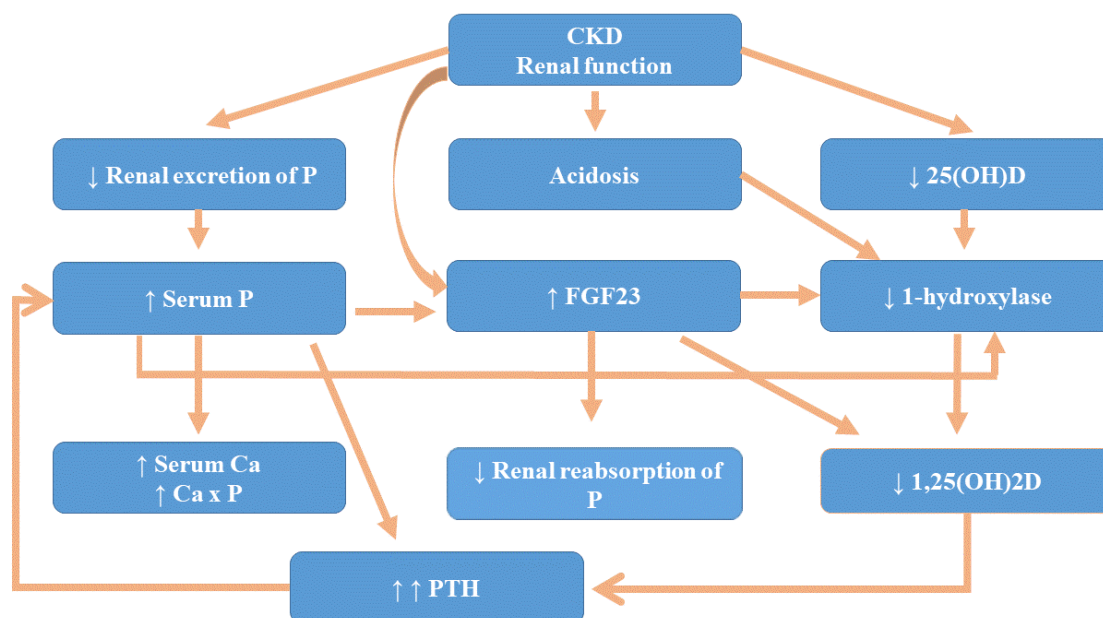 CKD
Renal function
↓ Renal excretion of P
Acidosis
↓ 25(OH)D
↑ Serum P
↑ FGF23
↓ 1-hydroxylase
↑ Serum Ca
↑ Ca x P
↓ Renal reabsorption of
P
↓ 1,25(OH)2D
↑ ↑ PTH